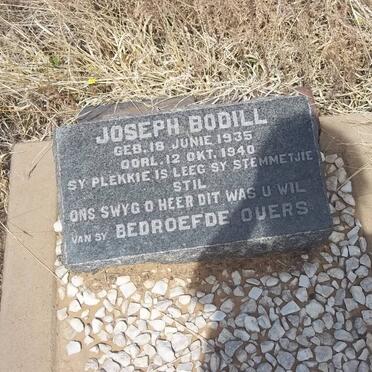 JOSEPH BODILL
GEB. 18 JUNIE 1935
OORL. 12 OKT. 1940
SY PLEKKIE IS LEEG SY STEMMETJIE
STIL
ONS SWYG O HEER DIT WAS U WIL
VAN SY BEDROEFDE OUERS